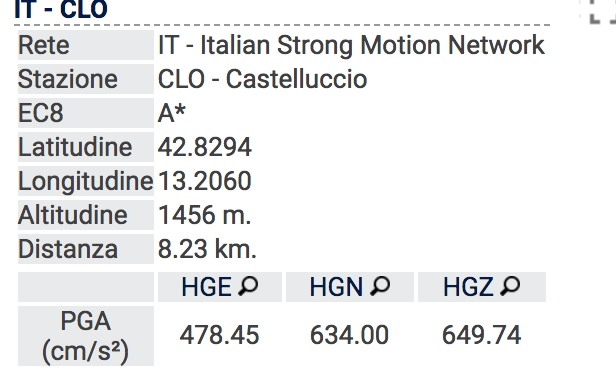 IT - CLO
Rete IT - Italian Strong Motion Network
Stazione CLO - Castelluccio
EC8 A*
Latitudine 42.8294
Longitudine 13.2060
Altitudine 1456 m.
Distanza 8.23 km.
HGE HGN HGZ
PGA
(cm/s²) 478.45 634.00 649.74